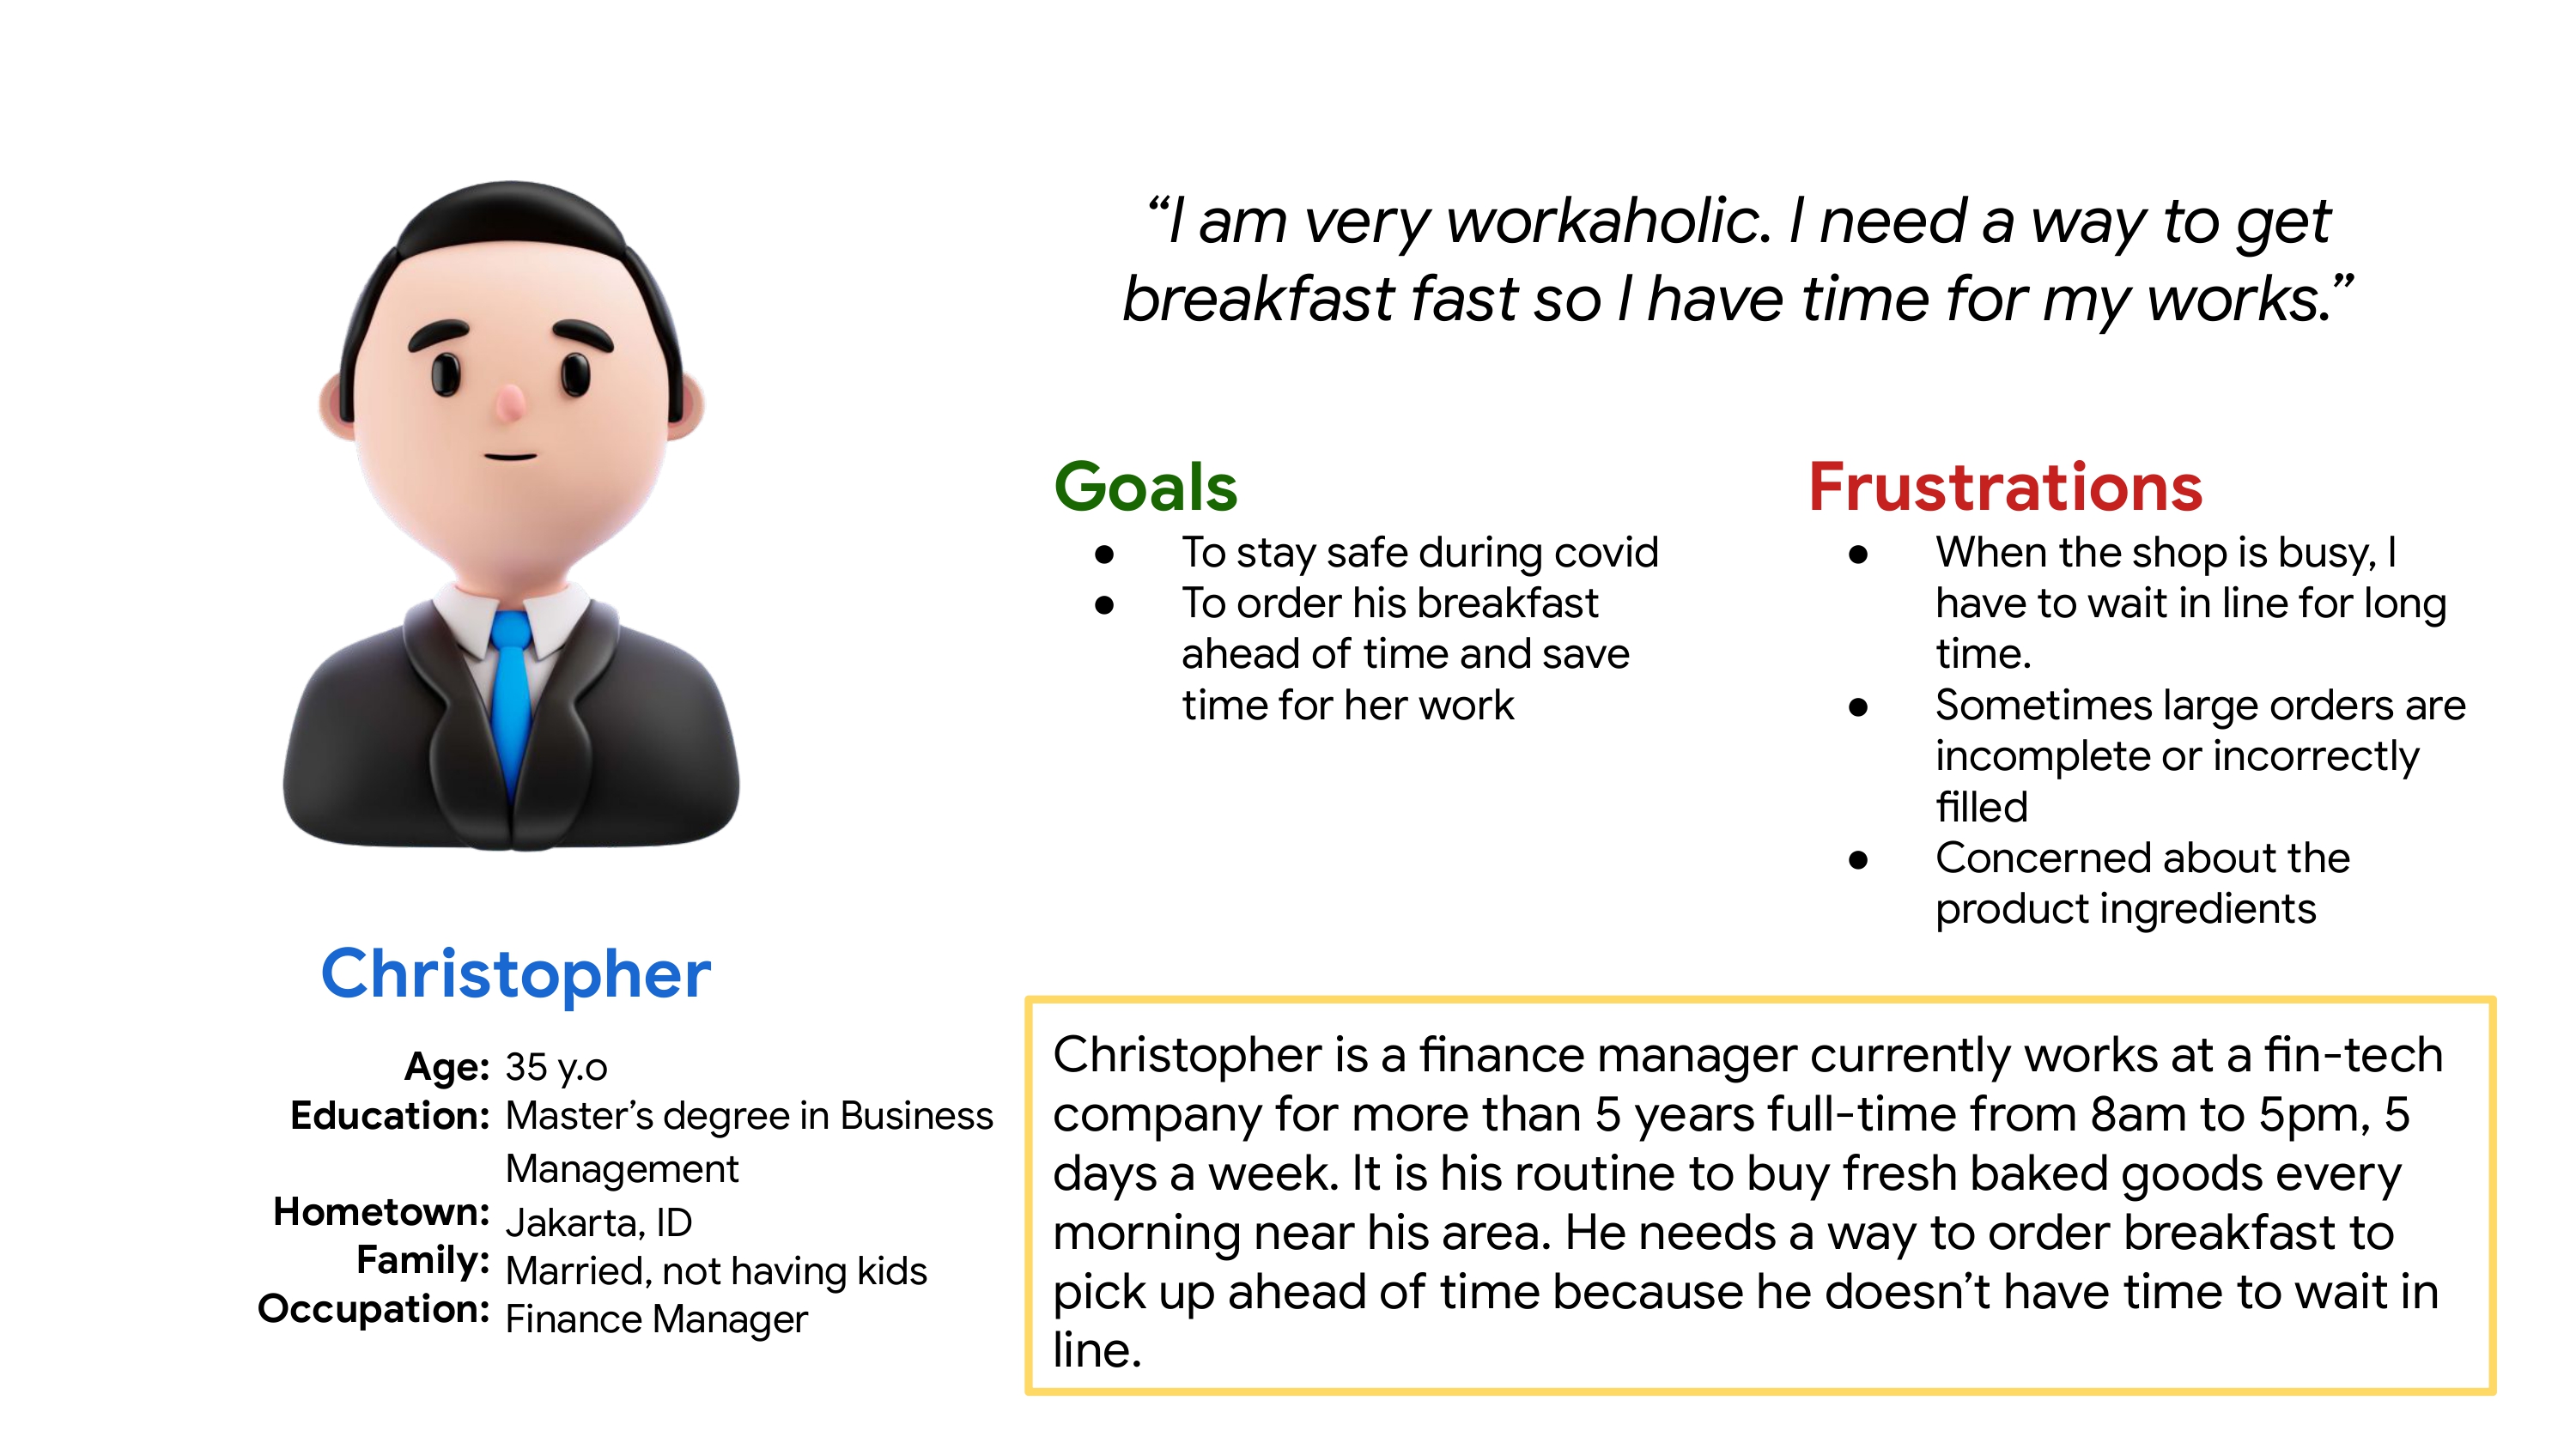 “I am very workaholic. I need a way to get
breakfast fast so I have time for my works.”
Goals
● To stay safe during covid
● To order his breakfast
ahead of time and save
time for her work
Frustrations
● When the shop is busy, I
have to wait in line for long
time.
● Sometimes large orders are
incomplete or incorrectly
filled
● Concerned about the
product ingredients
Christopher
Age: 35 y.o
Education: Master’s degree in Business
Management
Hometown: Jakarta, ID
Family: Married, not having kids
Occupation: Finance Manager
Christopher is a finance manager currently works at a fin-tech
company for more than 5 years full-time from 8am to 5pm, 5
days a week. It is his routine to buy fresh baked goods every
morning near his area. He needs a way to order breakfast to
pick up ahead of time because he doesn’t have time to wait in
line.